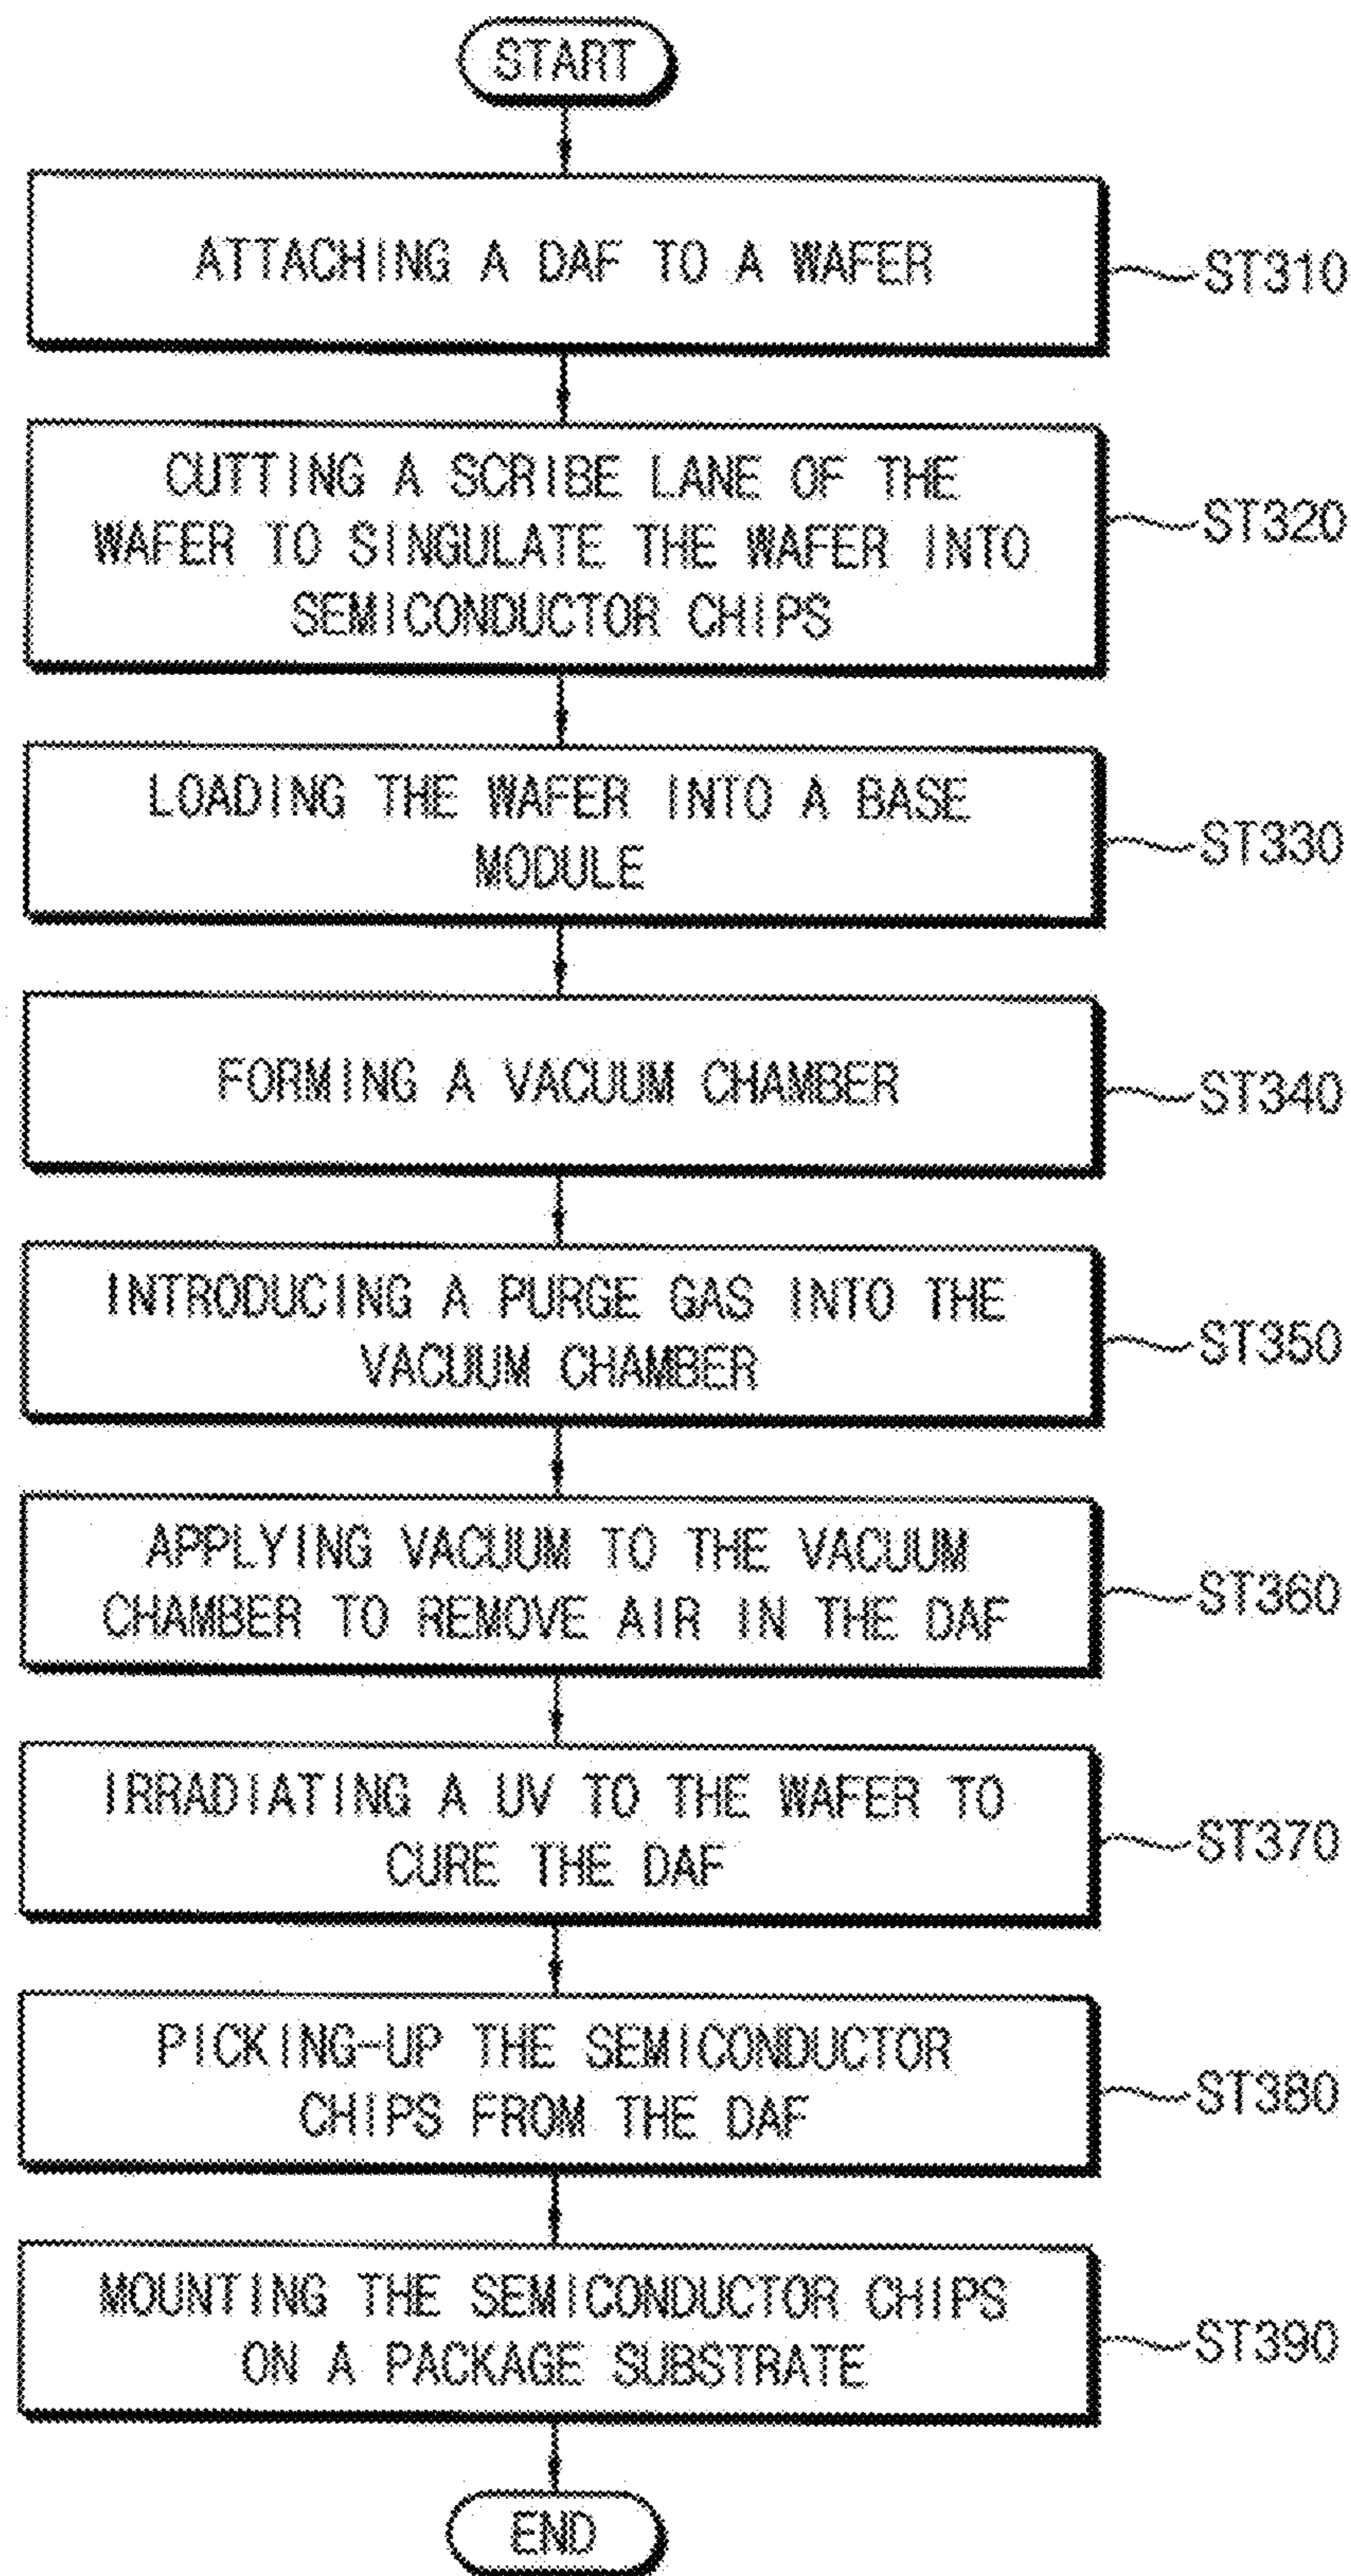 START
ATTACHING A DAF TO A WAFER
ST310
CUTTING A SCRIBE LANE OF THE
WAFER TO SINGULATE THE WAFER INTO
SEMICONDUCTOR CHIPS
ST320
LOADING THE WAFER INTO A BASE
MODULE
ST330
FORMING A VACUUM CHAMBER
ST340
INTRODUCING A PURGE GAS INTO THE
VACUUM CHAMBER
ST350
APPLYING VACUUM TO THE VACUUM
CHAMBER TO REMOVE AIR IN THE DAF
ST360
IRRADIATING A UV TO THE WAFER TO
CURE THE DAF
ST370
PICKING-UP THE SEMICONDUCTOR
CHIPS FROM THE DAF
ST380
MOUNTING THE SEMICONDUCTOR CHIPS
ON A PACKAGE SUBSTRATE
ST390
END